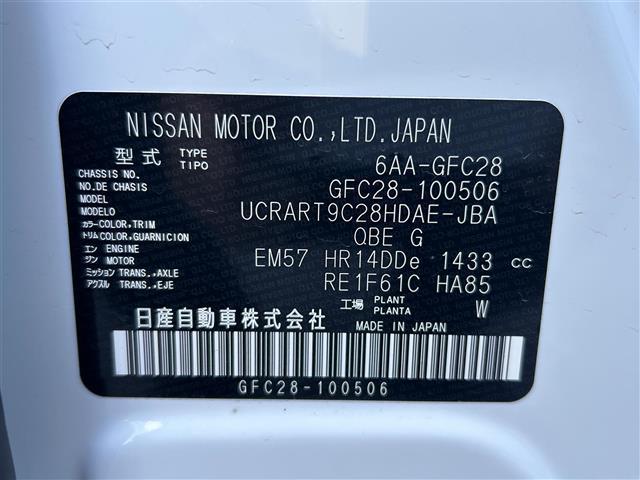 NISSAN MOTOR CO.,LTD.JAPAN
型式 TYPE TIPO 6AA-GFC28
CHASSIS NO. NO.DE CHASIS GFC28-100506
MODEL MODELO UCRART9C28HDAE-JBA
カラー COLOR,TRIM トリム COLOR,GUARNICION QBE G
エンジン ENGINE MOTOR EM57 HR14DDe 1433 cc
ミッション TRANS.,AXLE アクスル TRANS.,EJE RE1F61C HA85
工場 PLANT PLANTA W
日産自動車株式会社 MADE IN JAPAN
GFC28-100506